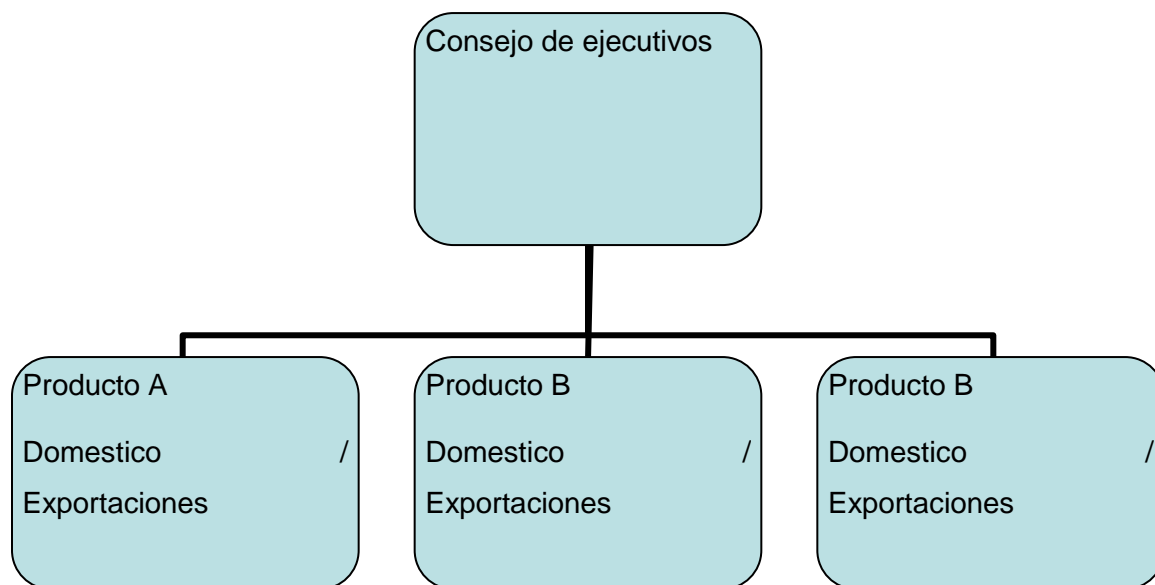 Consejo de ejecutivos
Producto A
Domestico /
Exportaciones
Producto B
Domestico /
Exportaciones
Producto B
Domestico /
Exportaciones